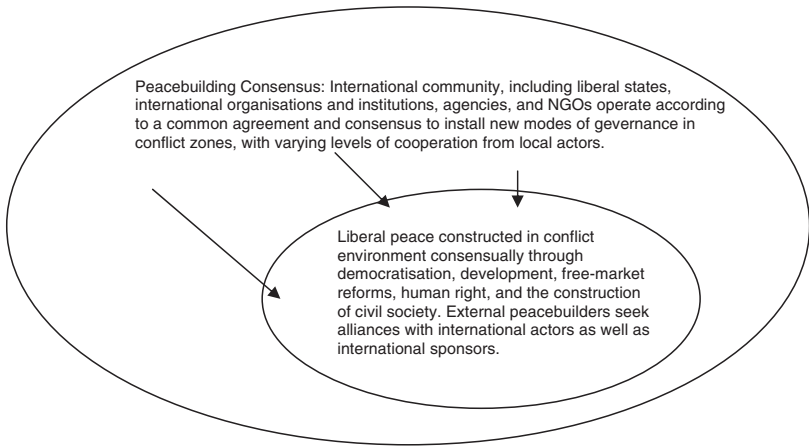 Peacebuilding Consensus: International community, including liberal states,
international organisations and institutions, agencies, and NGOs operate according
to a common agreement and consensus to install new modes of gevernance in
conflict zones, with varying levels of cooperation from local actors.
Liberal peace constructed in conflict
environment consensually through
democratisation, development, free-market
reforms, human right, and the construction
of civil society. External peacebuilders seek
alliances with international actors as well as
international sponsors.